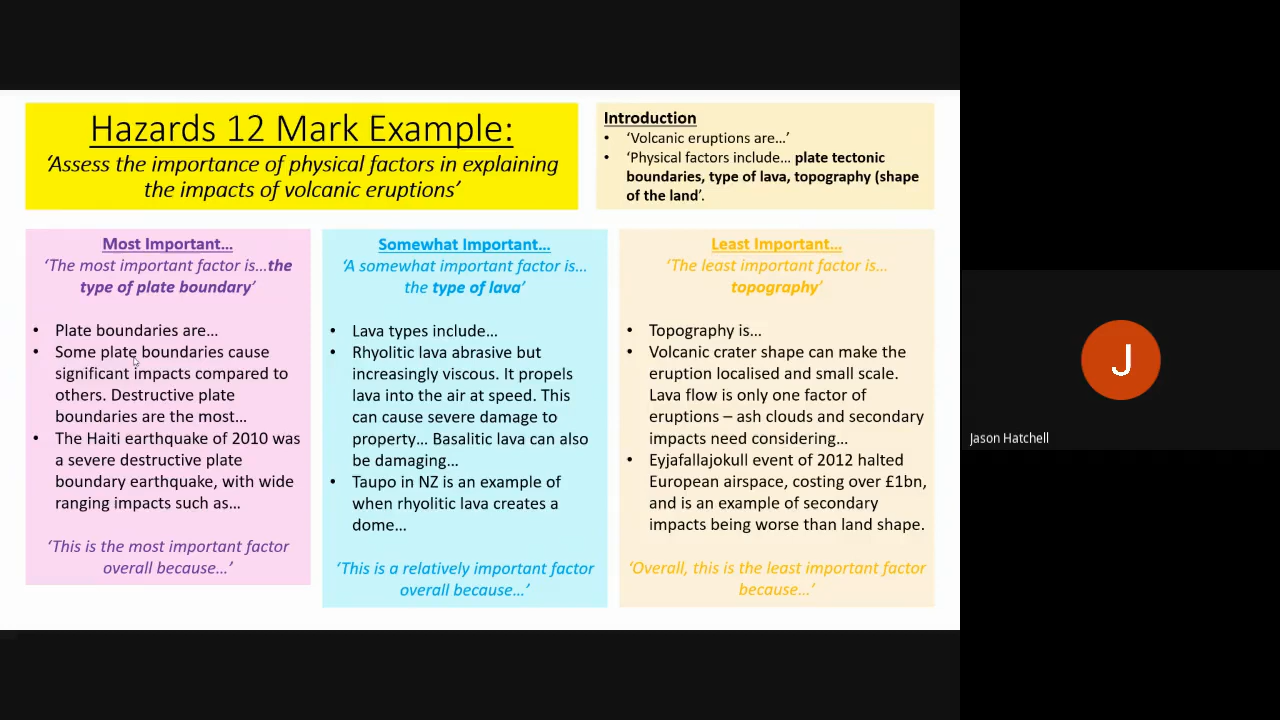 Hazards 12 Mark Example:
‘Assess the importance of physical factors in explaining
the impacts of volcanic eruptions’
Introduction
• ‘Volcanic eruptions are…’
• ‘Physical factors include… plate tectonic
boundaries, type of lava, topography (shape
of the land’.
Most Important…
‘The most important factor is…the
type of plate boundary’
• Plate boundaries are…
• Some plate boundaries cause
significant impacts compared to
others. Destructive plate
boundaries are the most…
• The Haiti earthquake of 2010 was
a severe destructive plate
boundary earthquake, with wide
ranging impacts such as…
‘This is the most important factor
overall because…’
Somewhat Important…
‘A somewhat important factor is…
the type of lava’
• Lava types include…
• Rhyolitic lava abrasive but
increasingly viscous. It propels
lava into the air at speed. This
can cause severe damage to
property… Basalitic lava can also
be damaging…
• Taupo in NZ is an example of
when rhyolitic lava creates a
dome…
‘This is a relatively important factor
overall because…’
Least Important…
‘The least important factor is…
topography’
• Topography is…
• Volcanic crater shape can make the
eruption localised and small scale.
Lava flow is only one factor of
eruptions – ash clouds and secondary
impacts need considering…
• Eyjafallajokull event of 2012 halted
European airspace, costing over £1bn,
and is an example of secondary
impacts being worse than land shape.
‘Overall, this is the least important factor
because…’
J
Jason Hatchell